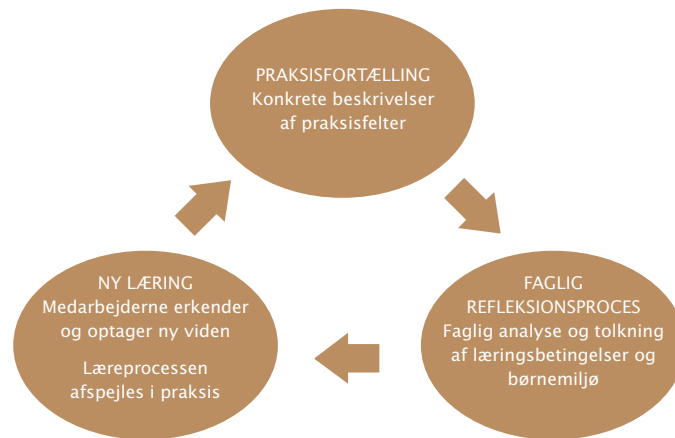 PRAKSISFORTÆLLING
Konkrete beskrivelser
af praksisfelter
NY LÆRING
Medarbejderne erkender
og optager ny viden
Læreprocessen
afspejles i praksis
FAGLIG
REFLEKSIONSPROCES
Faglig analyse og tolkning
af læringsbetingelser og
børnemiljø